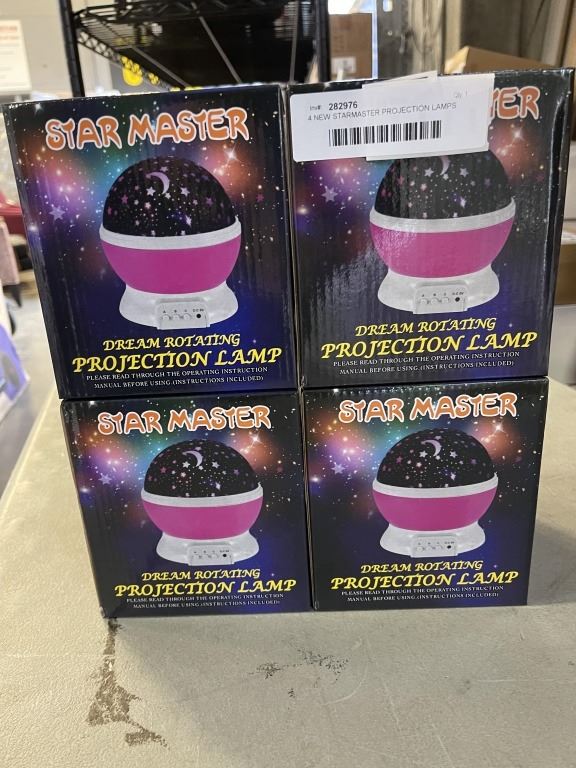 STAR MASTER
DREAM ROTATING
PROJECTION LAMP
PLEASE READ THROUGH THE OPERATING INSTRUCTION
MANUAL BEFORE USING.(INSTRUCTIONS INCLUDED)
Inv#: 282976
Qty: 1
4 NEW STARMASTER PROJECTION LAMPS
ER
DREAM ROTATING
PROJECTION LAMP
PLEASE READ THROUGH THE OPERATING INSTRUCTION
MANUAL BEFORE USING.(INSTRUCTIONS INCLUDED)
STAR MASTER
DREAM ROTATING
PROJECTION LAMP
PLEASE READ THROUGH THE OPERATING INSTRUCTION
MANUAL BEFORE USING.(INSTRUCTIONS INCLUDED)
STAR MASTER
DREAM ROTATING
PROJECTION LAMP
PLEASE READ THROUGH THE OPERATING INSTRUCTION
MANUAL BEFORE USING.(INSTRUCTIONS INCLUDED)